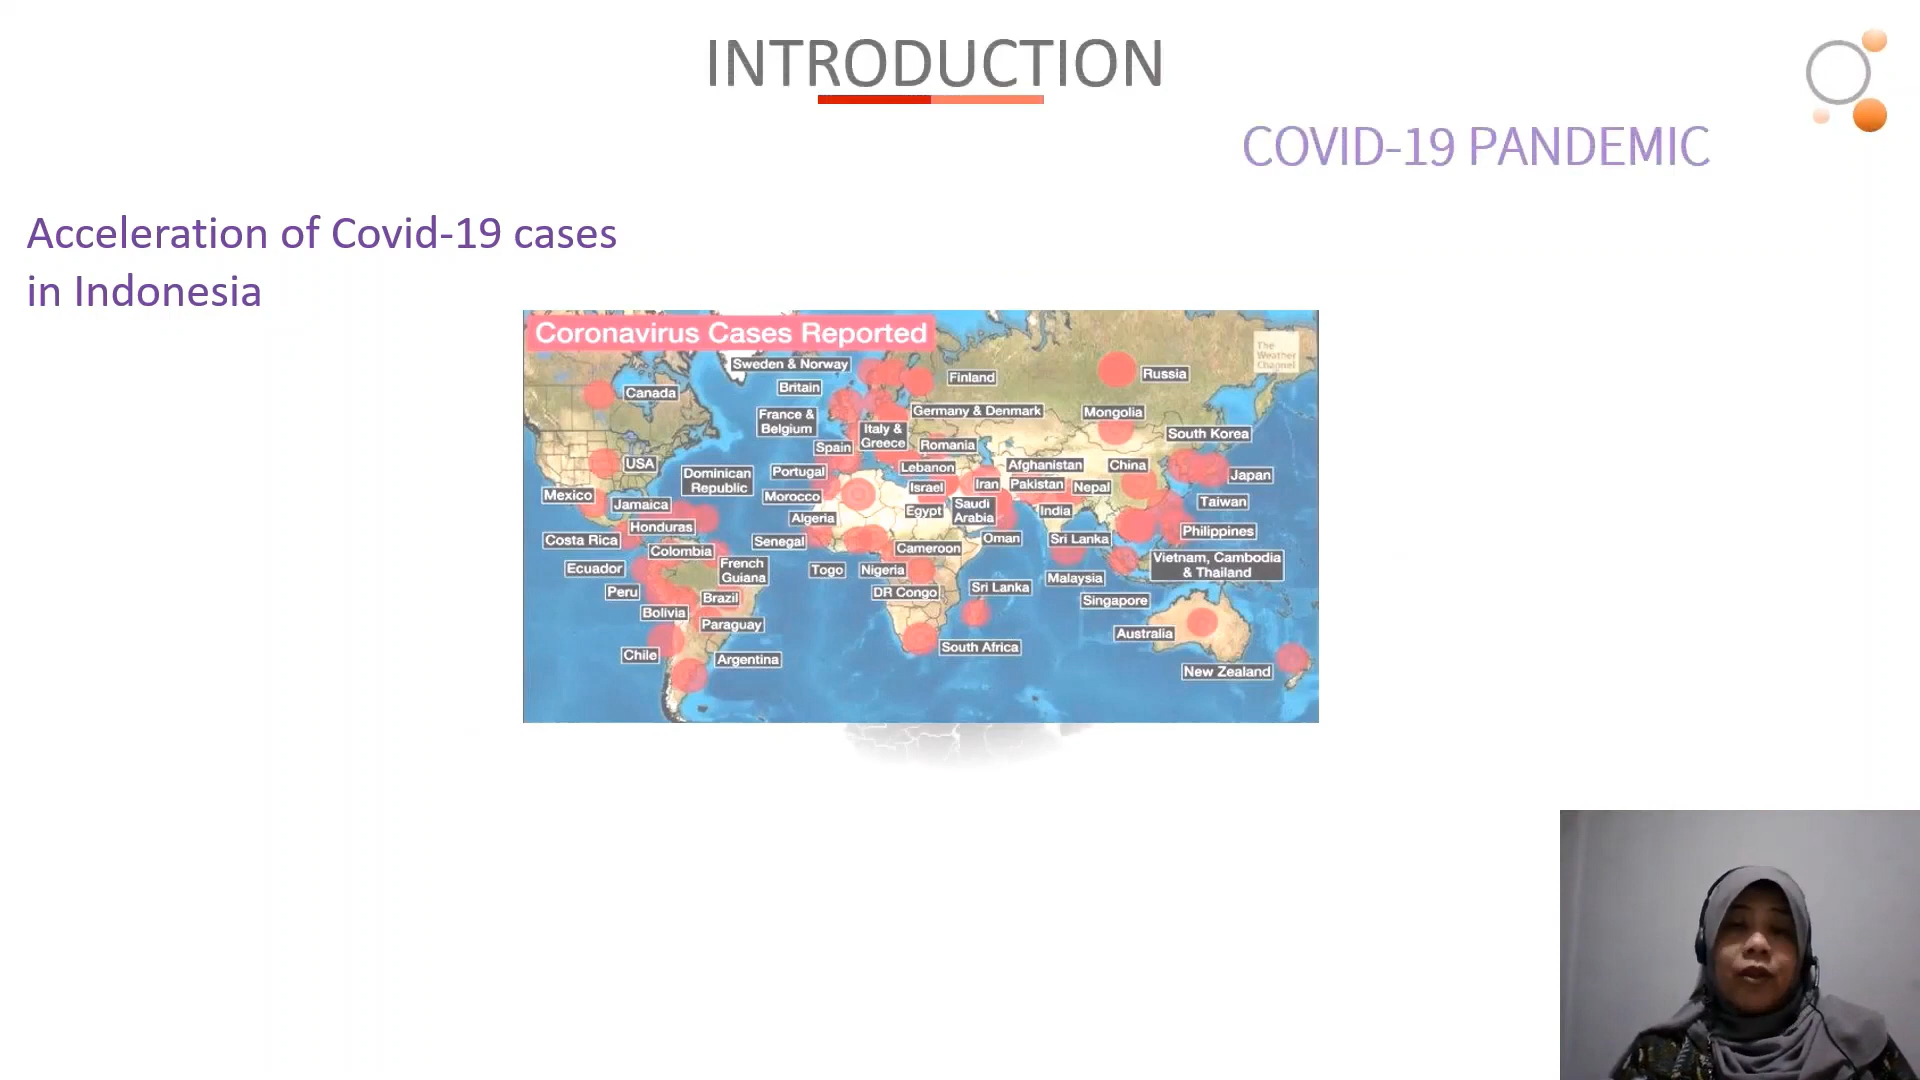 INTRODUCTION
COVID-19 PANDEMIC
Acceleration of Covid-19 cases
in Indonesia
Coronavirus Cases Reported
The
Weather
Channel
Sweden & Norway
Finland
Russia
Britain
Canada
France &
Belgium
Germany & Denmark
Mongolia
Italy &
Greece
South Korea
Spain
Romania
USA
Dominican
Republic
Portugal
Lebanon
Afghanistan
China
Japan
Mexico
Morocco
Israel
Iran
Pakistan
Nepal
Jamaica
Algeria
Egypt
Saudi
Arabia
India
Taiwan
Honduras
Philippines
Costa Rica
Senegal
Oman
Sri Lanka
Colombia
Cameroon
Vietnam, Cambodia
& Thailand
Ecuador
French
Guiana
Togo
Nigeria
Malaysia
Peru
Brazil
DR Congo
Sri Lanka
Singapore
Bolivia
Paraguay
Australia
Chile
Argentina
South Africa
New Zealand